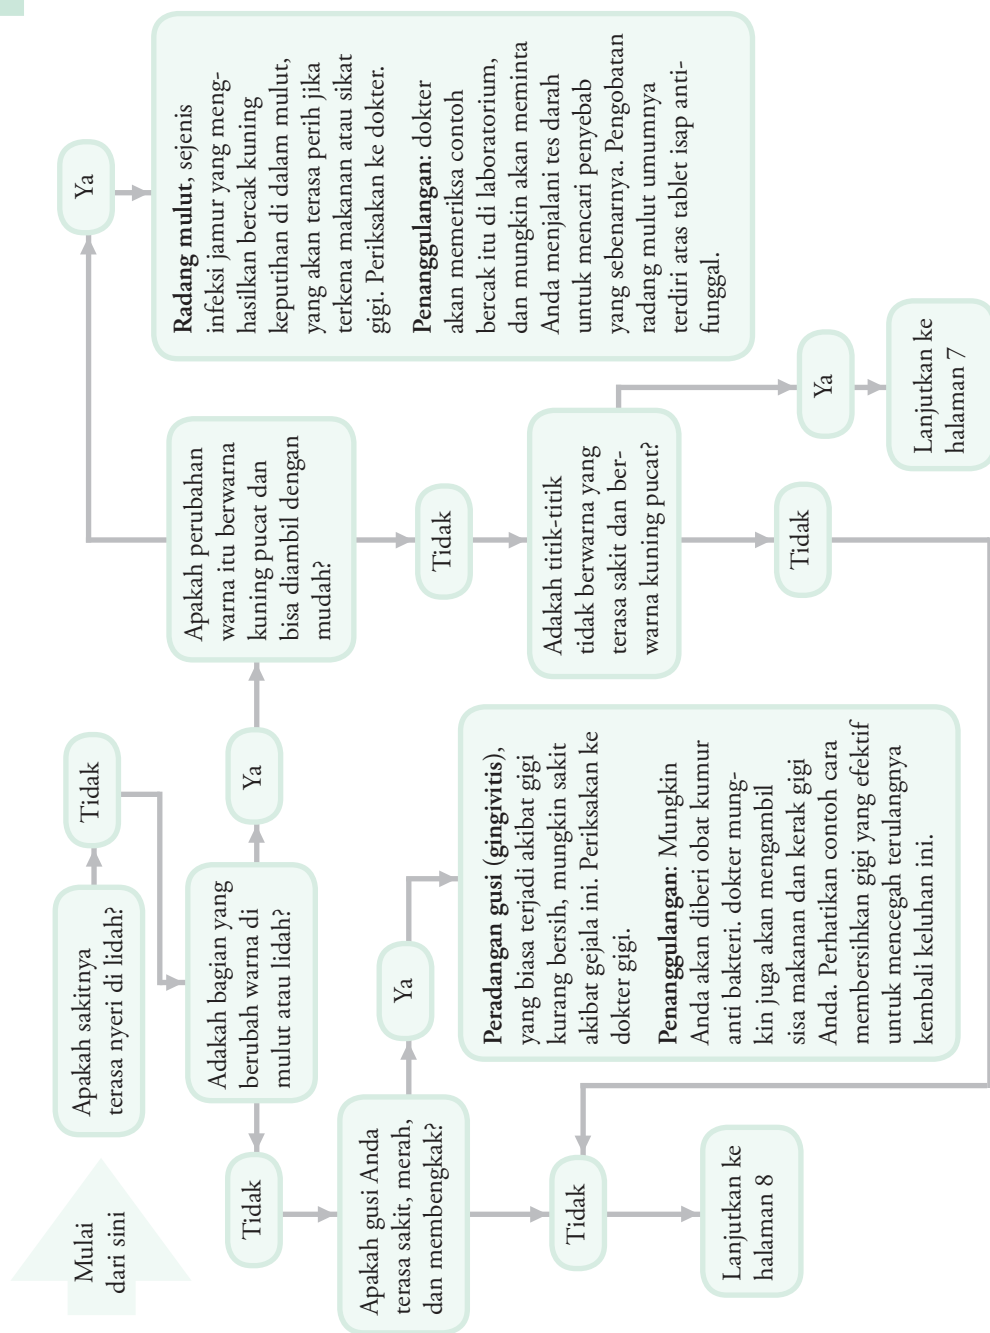 Mulai
dari sini
Apakah sakitnya
terasa nyeri di lidah?
Tidak
Adakah bagian yang
berubah warna di
mulut atau lidah?
Ya
Apakah perubahan
warna itu berwarna
kuning pucat dan
bisa diambil dengan
mudah?
Ya
Radang mulut, sejenis
infeksi jamur yang meng-
hasilkan bercak kuning
keputihan di dalam mulut,
yang akan terasa perih jika
terkena makanan atau sikat
gigi. Periksakan ke dokter.
Penanggulangan: dokter
akan memeriksa contoh
bercak itu di laboratorium,
dan mungkin akan meminta
Anda menjalani tes darah
untuk mencari penyebab
yang sebenarnya. Pengobatan
radang mulut umumnya
terdiri atas tablet isap anti-
funggal.
Tidak
Adakah titik-titik
tidak berwarna yang
terasa sakit dan ber-
warna kuning pucat?
Ya
Lanjutkan ke
halaman 7
Tidak
Tidak
Apakah gusi Anda
terasa sakit, merah,
dan membengkak?
Ya
Peradangan gusi (gingivitis),
yang biasa terjadi akibat gigi
kurang bersih, mungkin sakit
akibat gejala ini. Periksakan ke
dokter gigi.
Penanggulangan: Mungkin
Anda akan diberi obat kumur
anti bakteri. dokter mung-
kin juga akan mengambil
sisa makanan dan kerak gigi
Anda. Perhatikan contoh cara
membersihkan gigi yang efektif
untuk mencegah terulangnya
kembali keluhan ini.
Tidak
Lanjutkan ke
halaman 8